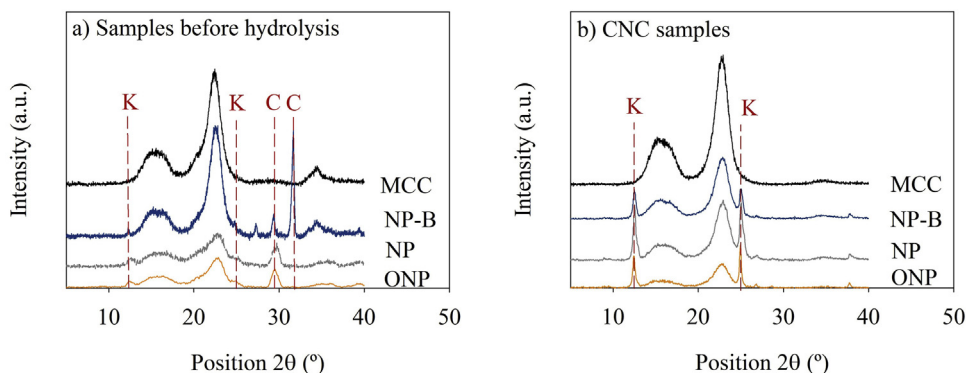 a) Samples before hydrolysis
K
K
C
C
MCC
NP-B
NP
ONP
Intensity (a.u.)
10
20
30
40
50
Position 2θ (º)
b) CNC samples
K
K
MCC
NP-B
NP
ONP
Intensity (a.u.)
10
20
30
40
50
Position 2θ (º)